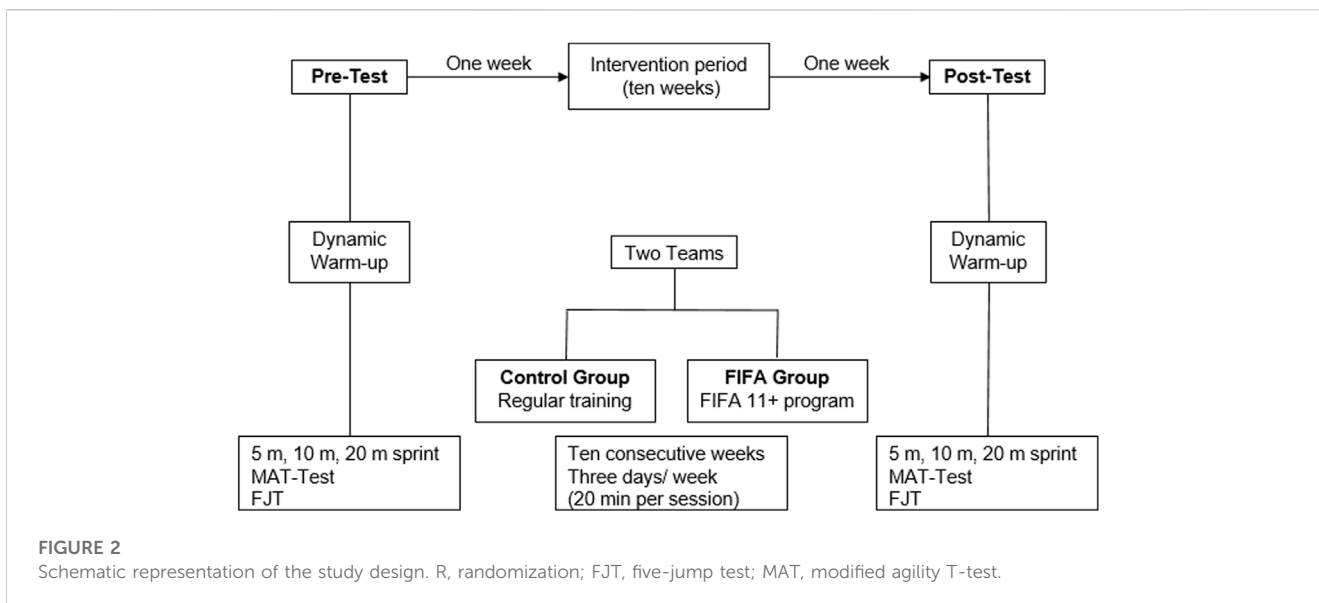 Pre-Test
One week
Intervention period
(ten weeks)
One week
Post-Test
Dynamic
Warm-up
Two Teams
Dynamic
Warm-up
Control Group
Regular training
FIFA Group
FIFA 11+ program
5 m, 10 m, 20 m sprint
MAT-Test
FJT
Ten consecutive weeks
Three days/ week
(20 min per session)
5 m, 10 m, 20 m sprint
MAT-Test
FJT
FIGURE 2
Schematic representation of the study design. R, randomization; FJT, five-jump test; MAT, modified agility T-test.